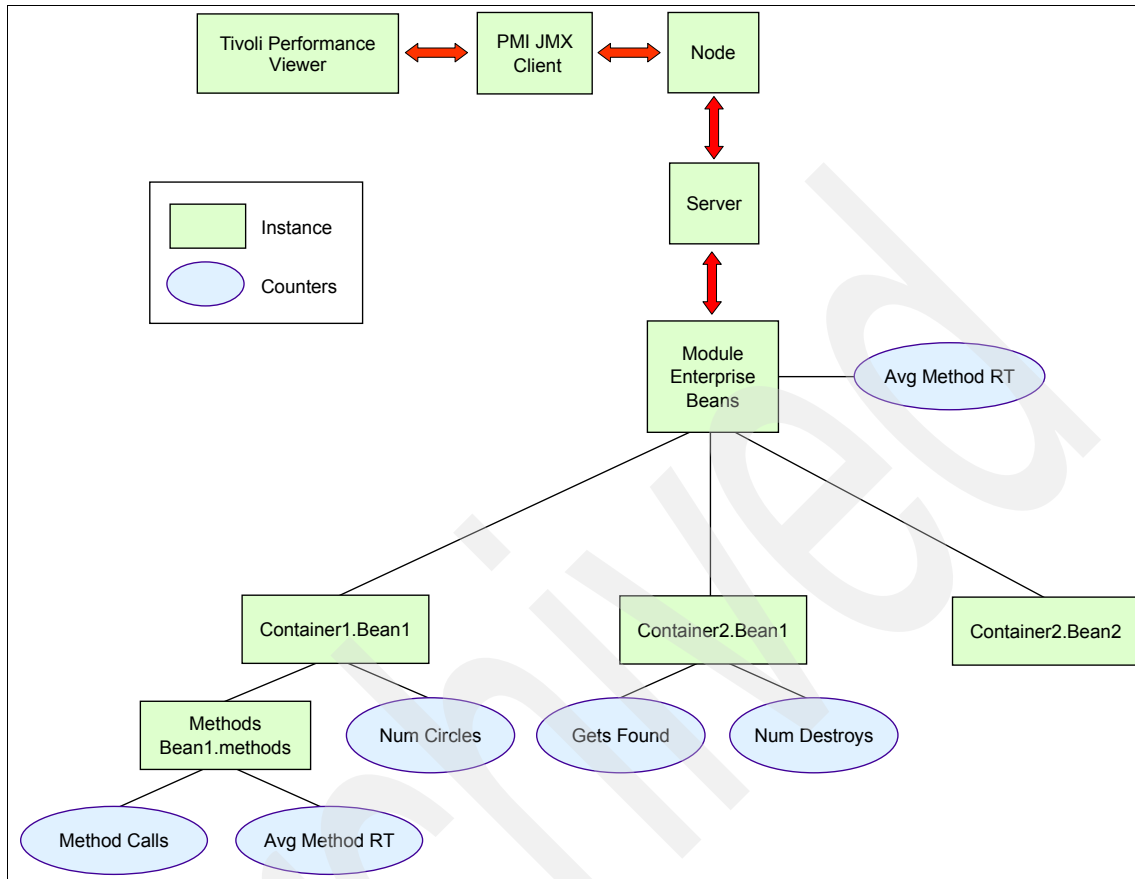 Tivoli Performance
Viewer
PMI JMX
Client
Node
Server
Instance
Counters
Module
Enterprise
Beans
Avg Method RT
Container1.Bean1
Container2.Bean1
Container2.Bean2
Methods
Bean1.methods
Num Circles
Gets Found
Num Destroys
Method Calls
Avg Method RT